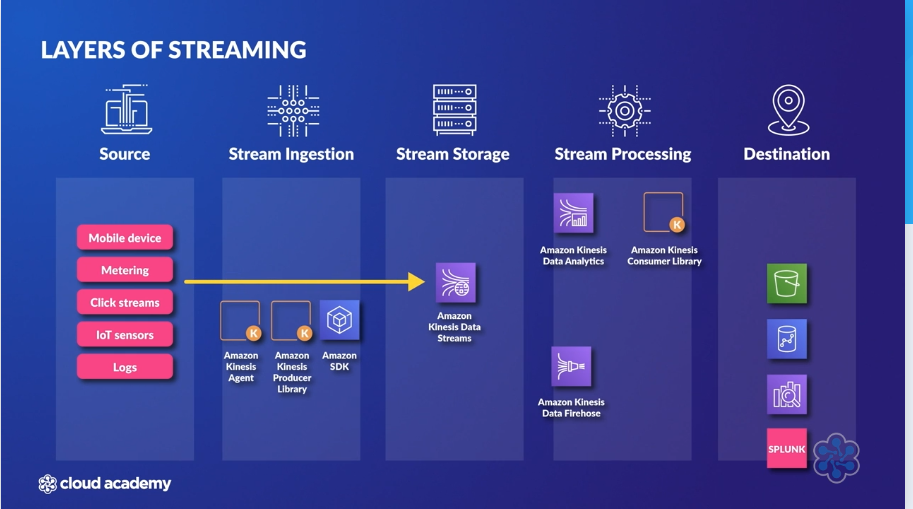 LAYERS OF STREAMING
Source
Stream Ingestion
Stream Storage
Stream Processing
Destination
Mobile device
Metering
Click streams
IoT sensors
Logs
K
Amazon
Kinesis
Agent
K
Amazon
Kinesis
Producer
Library
Amazon
SDK
Amazon
Kinesis Data
Streams
Amazon Kinesis
Data Analytics
K
Amazon Kinesis
Consumer Library
Amazon Kinesis
Data Firehose
SPLUNK
cloud academy